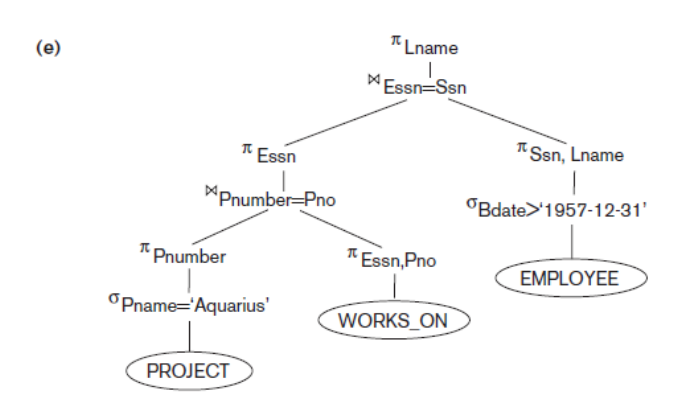 (e)
π Lname
⋈ Essn=Ssn
π Essn
π Ssn, Lname
⋈ Pnumber=Pno
σ Bdate>‘1957-12-31’
π Pnumber
π Essn,Pno
EMPLOYEE
σ Pname=‘Aquarius’
WORKS_ON
PROJECT